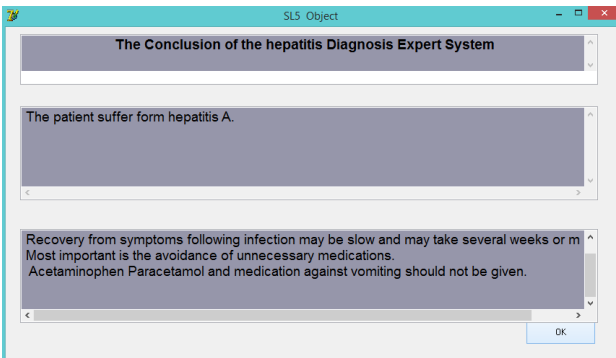 SL5 Object
The Conclusion of the hepatitis Diagnosis Expert System
The patient suffer form hepatitis A.
Recovery from symptoms following infection may be slow and may take several weeks or m
Most important is the avoidance of unnecessary medications.
Acetaminophen Paracetamol and medication against vomiting should not be given.
OK